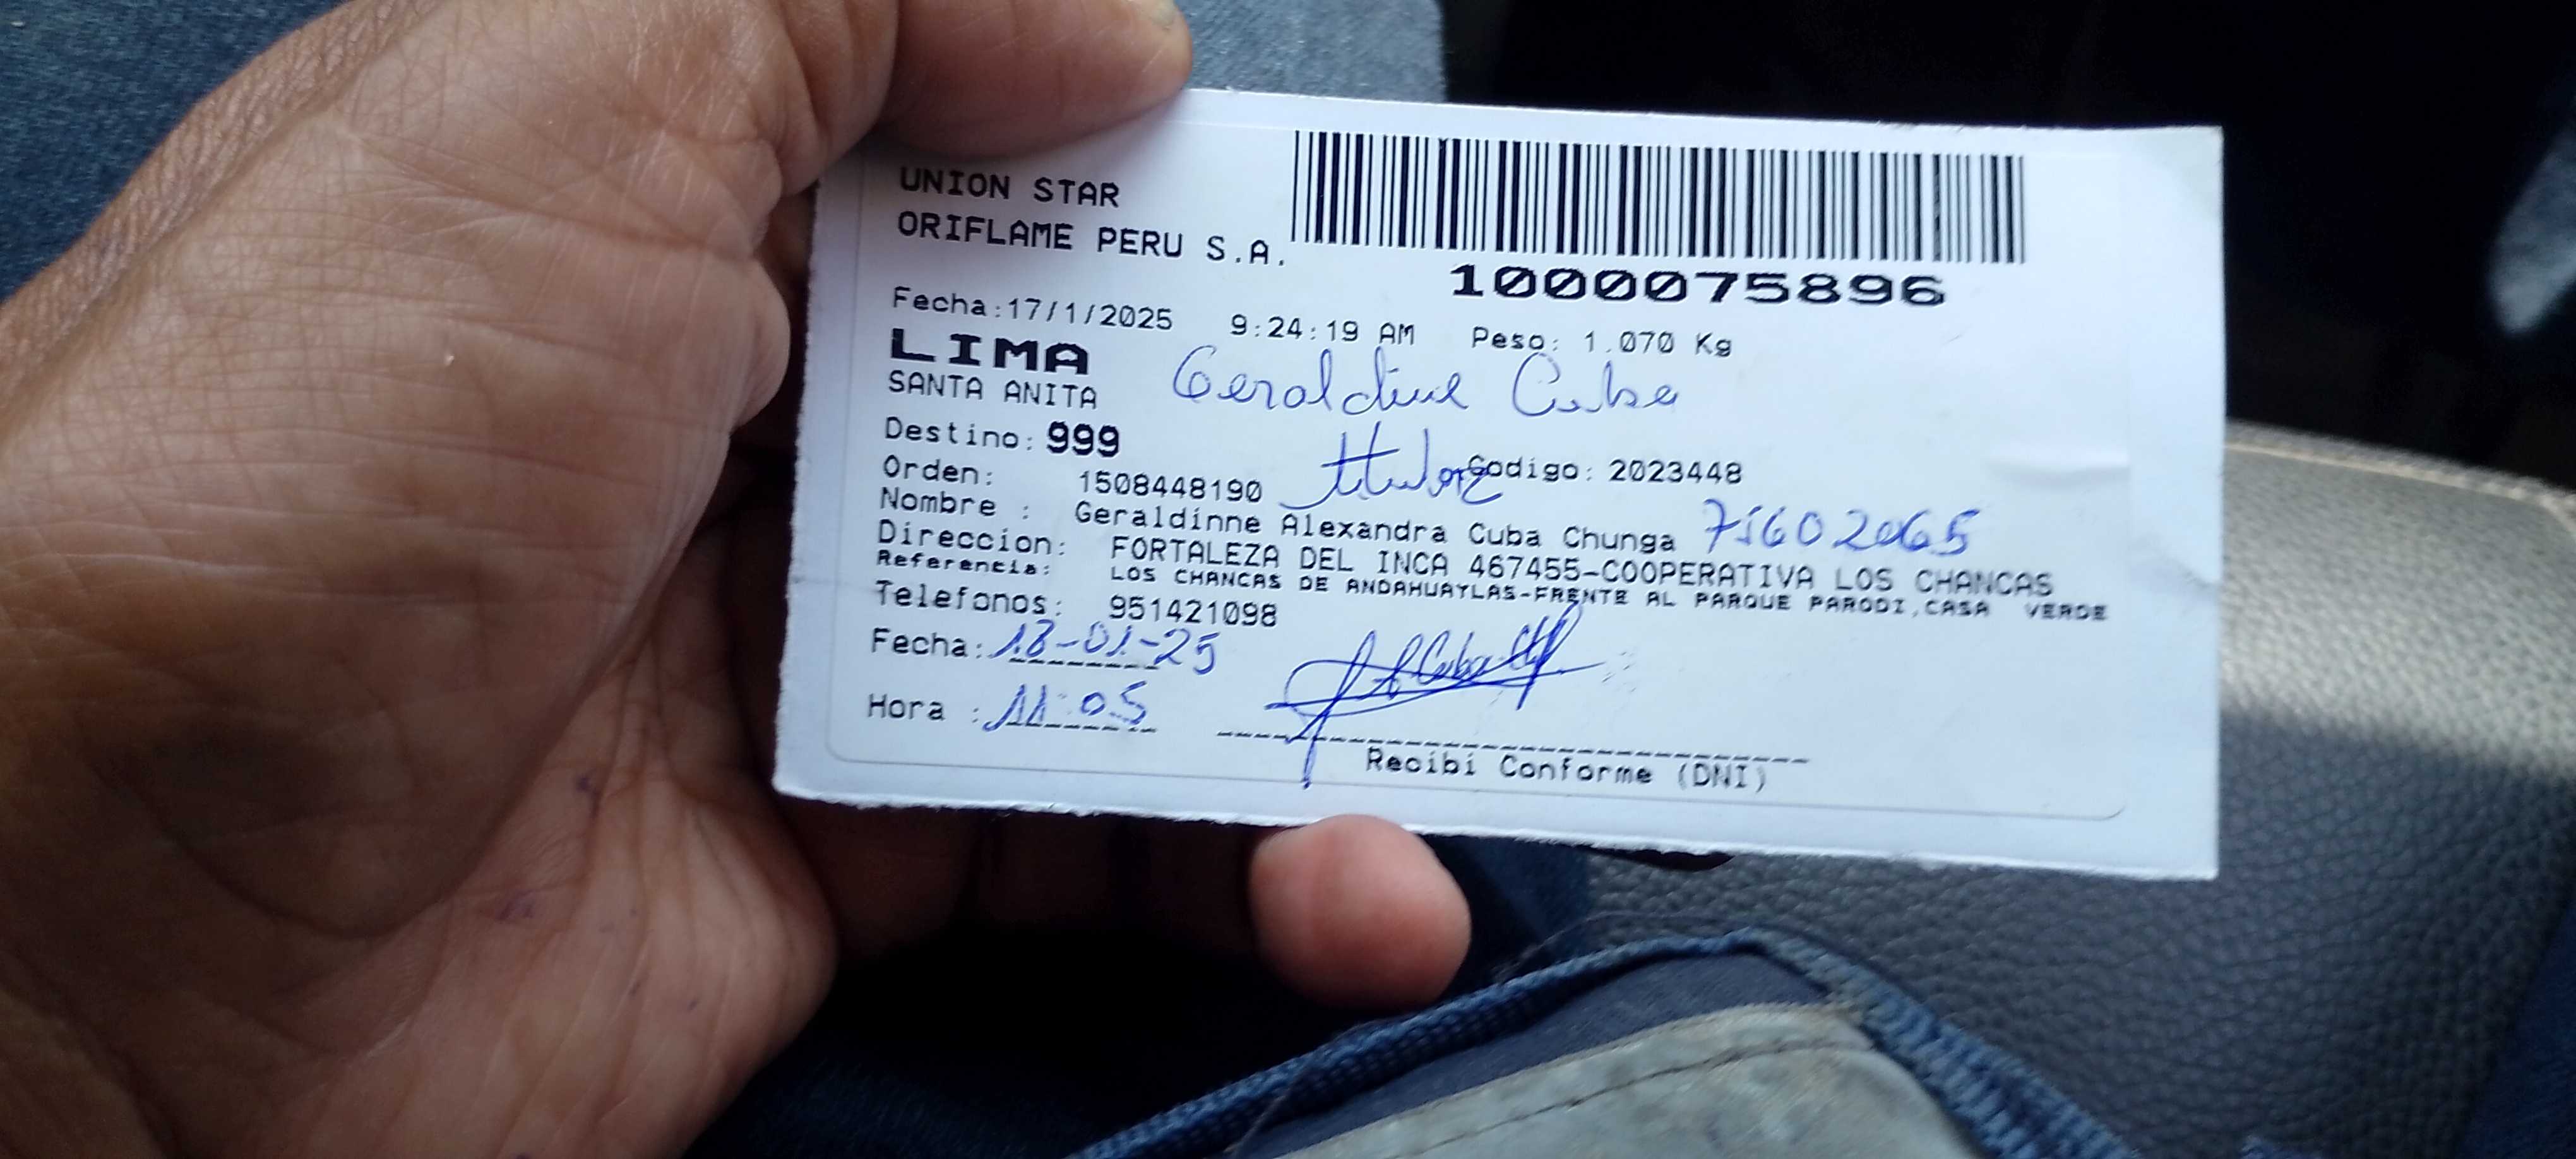 UNION STAR
ORIFLAME PERU S.A.
1000075896
Fecha:17/1/2025 9:24:19 AM Peso: 1.070 Kg
LIMA
SANTA ANITA Geraldine Cuba
Destino: 999
Orden: 1508448190 titular Codigo: 2023448
Nombre : Geraldinne Alexandra Cuba Chunga
Direccion: FORTALEZA DEL INCA 467455-COOPERATIVA LOS CHANCAS
Referencia: LOS CHANCAS DE ANDAHUAYLAS-FRENTE AL PARQUE PARODI,CASA VERDE
Telefonos: 951421098
Fecha: 18-01-25
Hora : 11:05
Recibi Conforme (DNI)